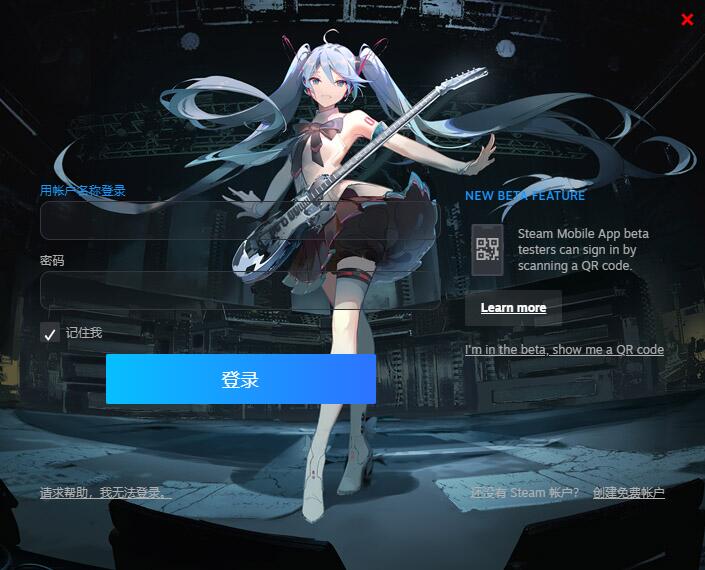 用帐户名称登录
密码
记住我
登录
请求帮助，我无法登录。
NEW BETA FEATURE
Steam Mobile App beta
testers can sign in by
scanning a QR code.
Learn more
I'm in the beta, show me a QR code
还没有 Steam 帐户？ 创建免费帐户